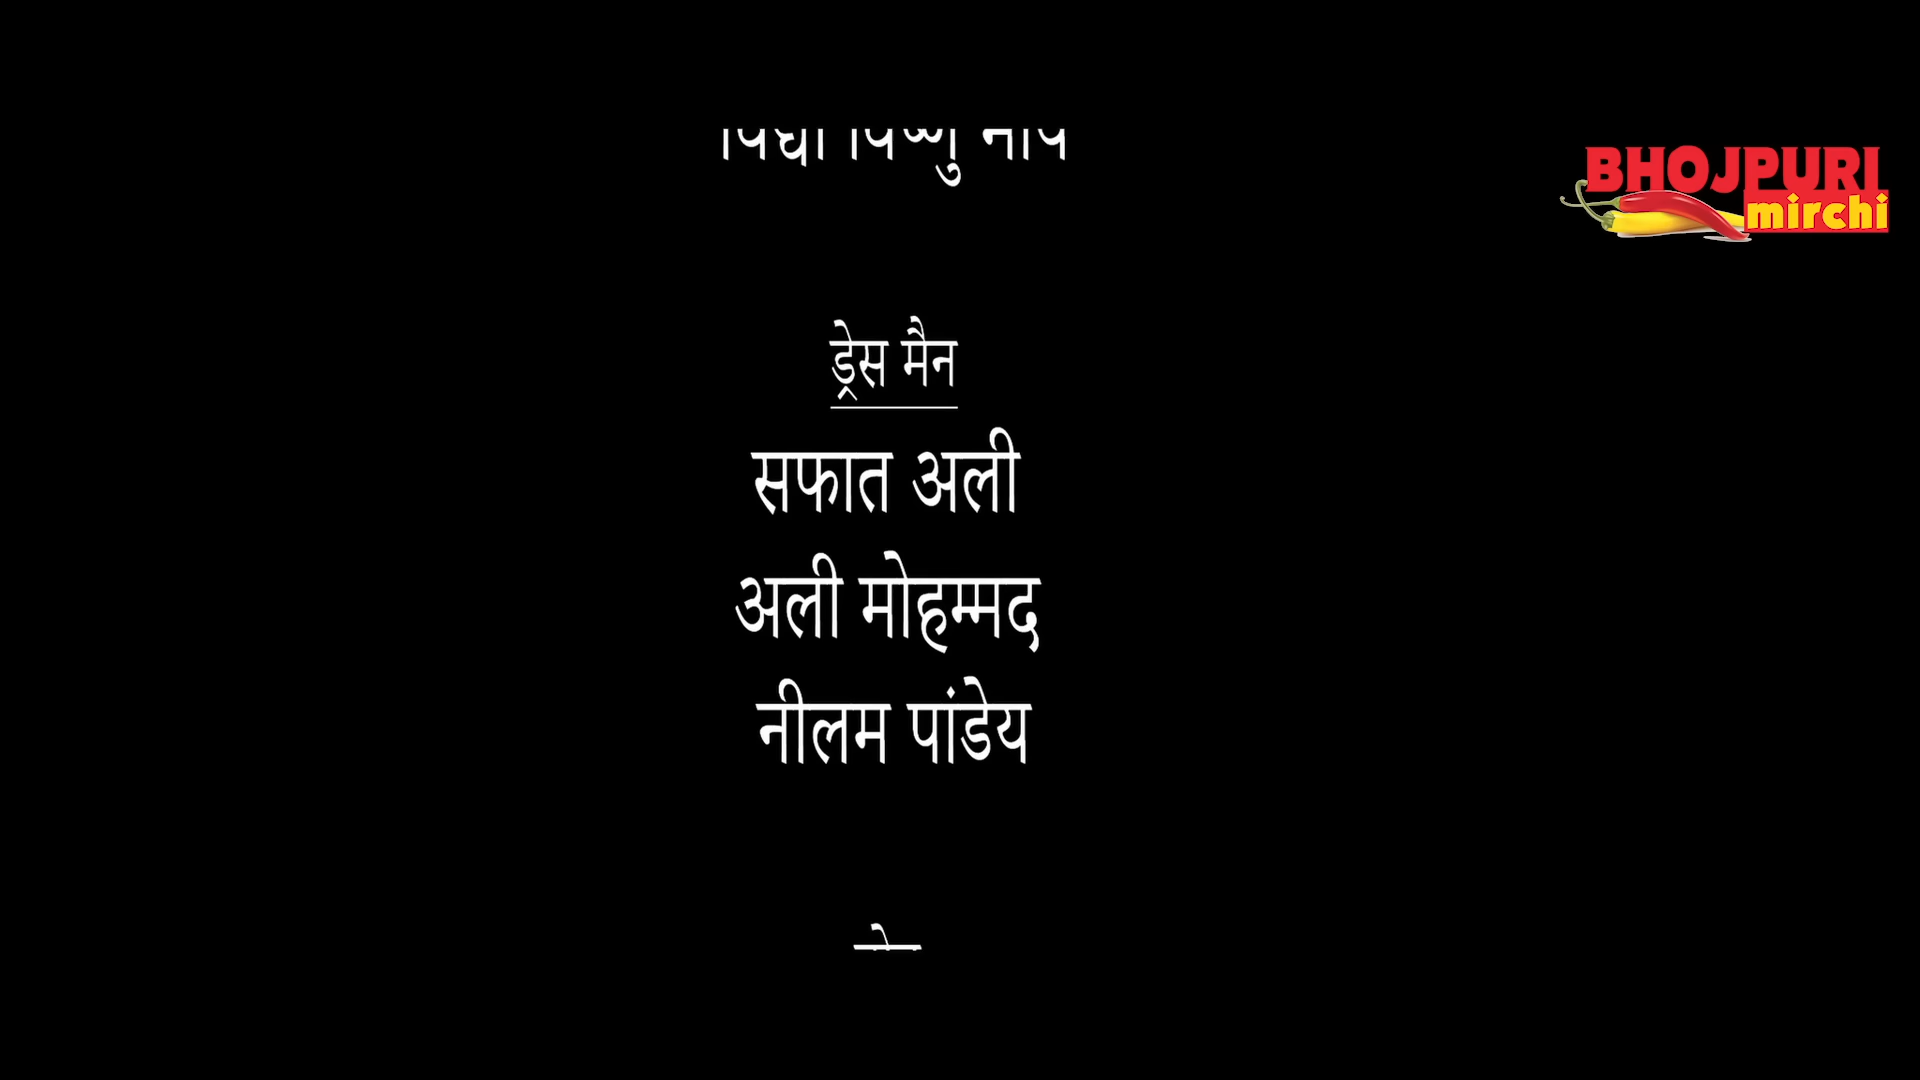 BHOJPURI
mirchi
ड्रेस मैन
सफात अली
अली मोहम्मद
नीलम पांडेय